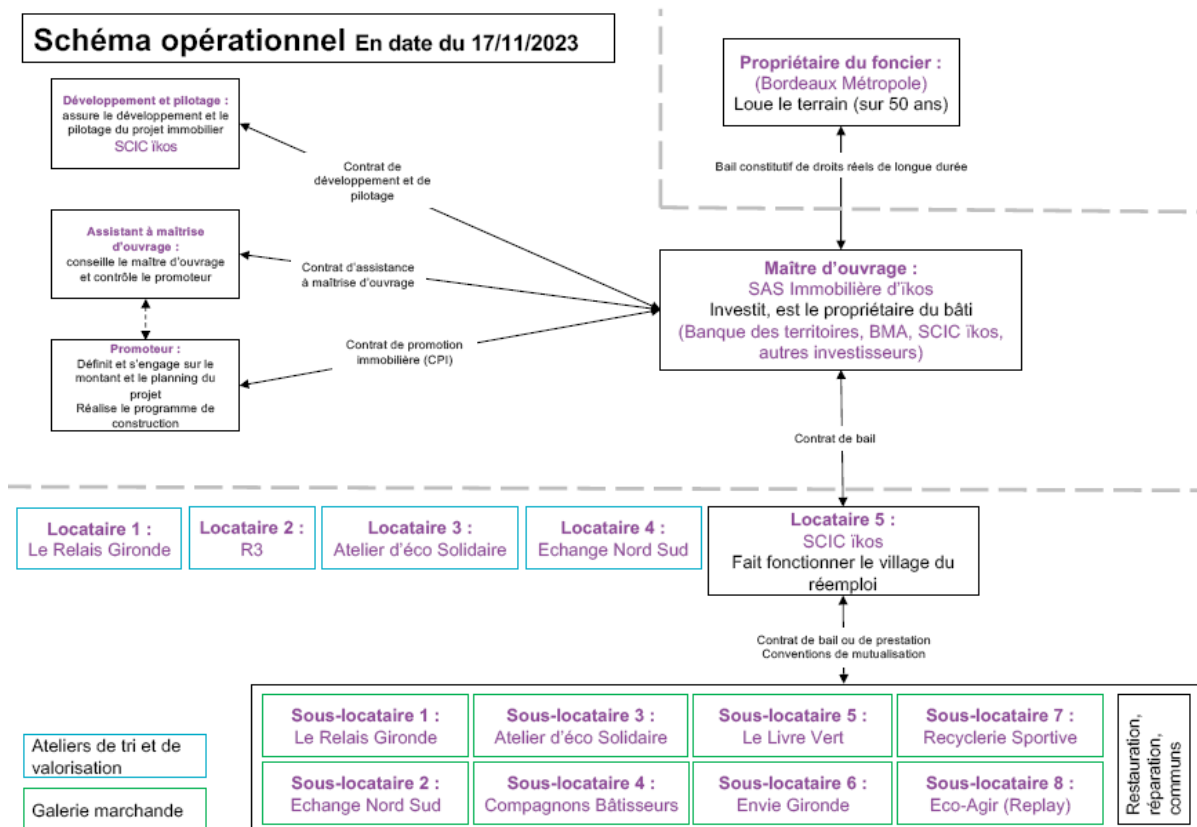 Schéma opérationnel En date du 17/11/2023
Propriétaire du foncier :
(Bordeaux Métropole)
Loue le terrain (sur 50 ans)
Développement et pilotage :
assure le développement et le
pilotage du projet immobilier
SCIC ïkos
Contrat de
développement et de
pilotage
Bail constitutif de droits réels de longue durée
Assistant à maîtrise
d'ouvrage :
conseille le maître d'ouvrage
et contrôle le promoteur
Contrat d'assistance
à maîtrise d'ouvrage
Maître d'ouvrage :
SAS Immobilière d'ïkos
Investit, est le propriétaire du bâti
(Banque des territoires, BMA, SCIC ïkos,
autres investisseurs)
Promoteur :
Définit et s'engage sur le
montant et le planning du
projet
Réalise le programme de
construction
Contrat de promotion
immobilière (CPI)
Contrat de bail
Locataire 1 :
Le Relais Gironde
Locataire 2 :
R3
Locataire 3 :
Atelier d'éco Solidaire
Locataire 4 :
Echange Nord Sud
Locataire 5 :
SCIC ïkos
Fait fonctionner le village du
réemploi
Contrat de bail ou de prestation
Conventions de mutualisation
Sous-locataire 1 :
Le Relais Gironde
Sous-locataire 3 :
Atelier d'éco Solidaire
Sous-locataire 5 :
Le Livre Vert
Sous-locataire 7 :
Recyclerie Sportive
Sous-locataire 2 :
Echange Nord Sud
Sous-locataire 4 :
Compagnons Bâtisseurs
Sous-locataire 6 :
Envie Gironde
Sous-locataire 8 :
Eco-Agir (Replay)
Restauration,
réparation,
communs
Ateliers de tri et de
valorisation
Galerie marchande